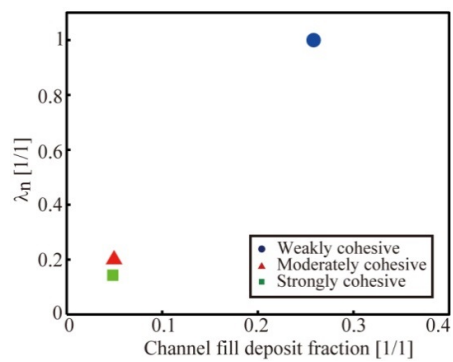 1
0.8
0.6
0.4
0.2
0
λn [1/1]
Weakly cohesive
Moderately cohesive
Strongly cohesive
0 0.1 0.2 0.3 0.4
Channel fill deposit fraction [1/1]